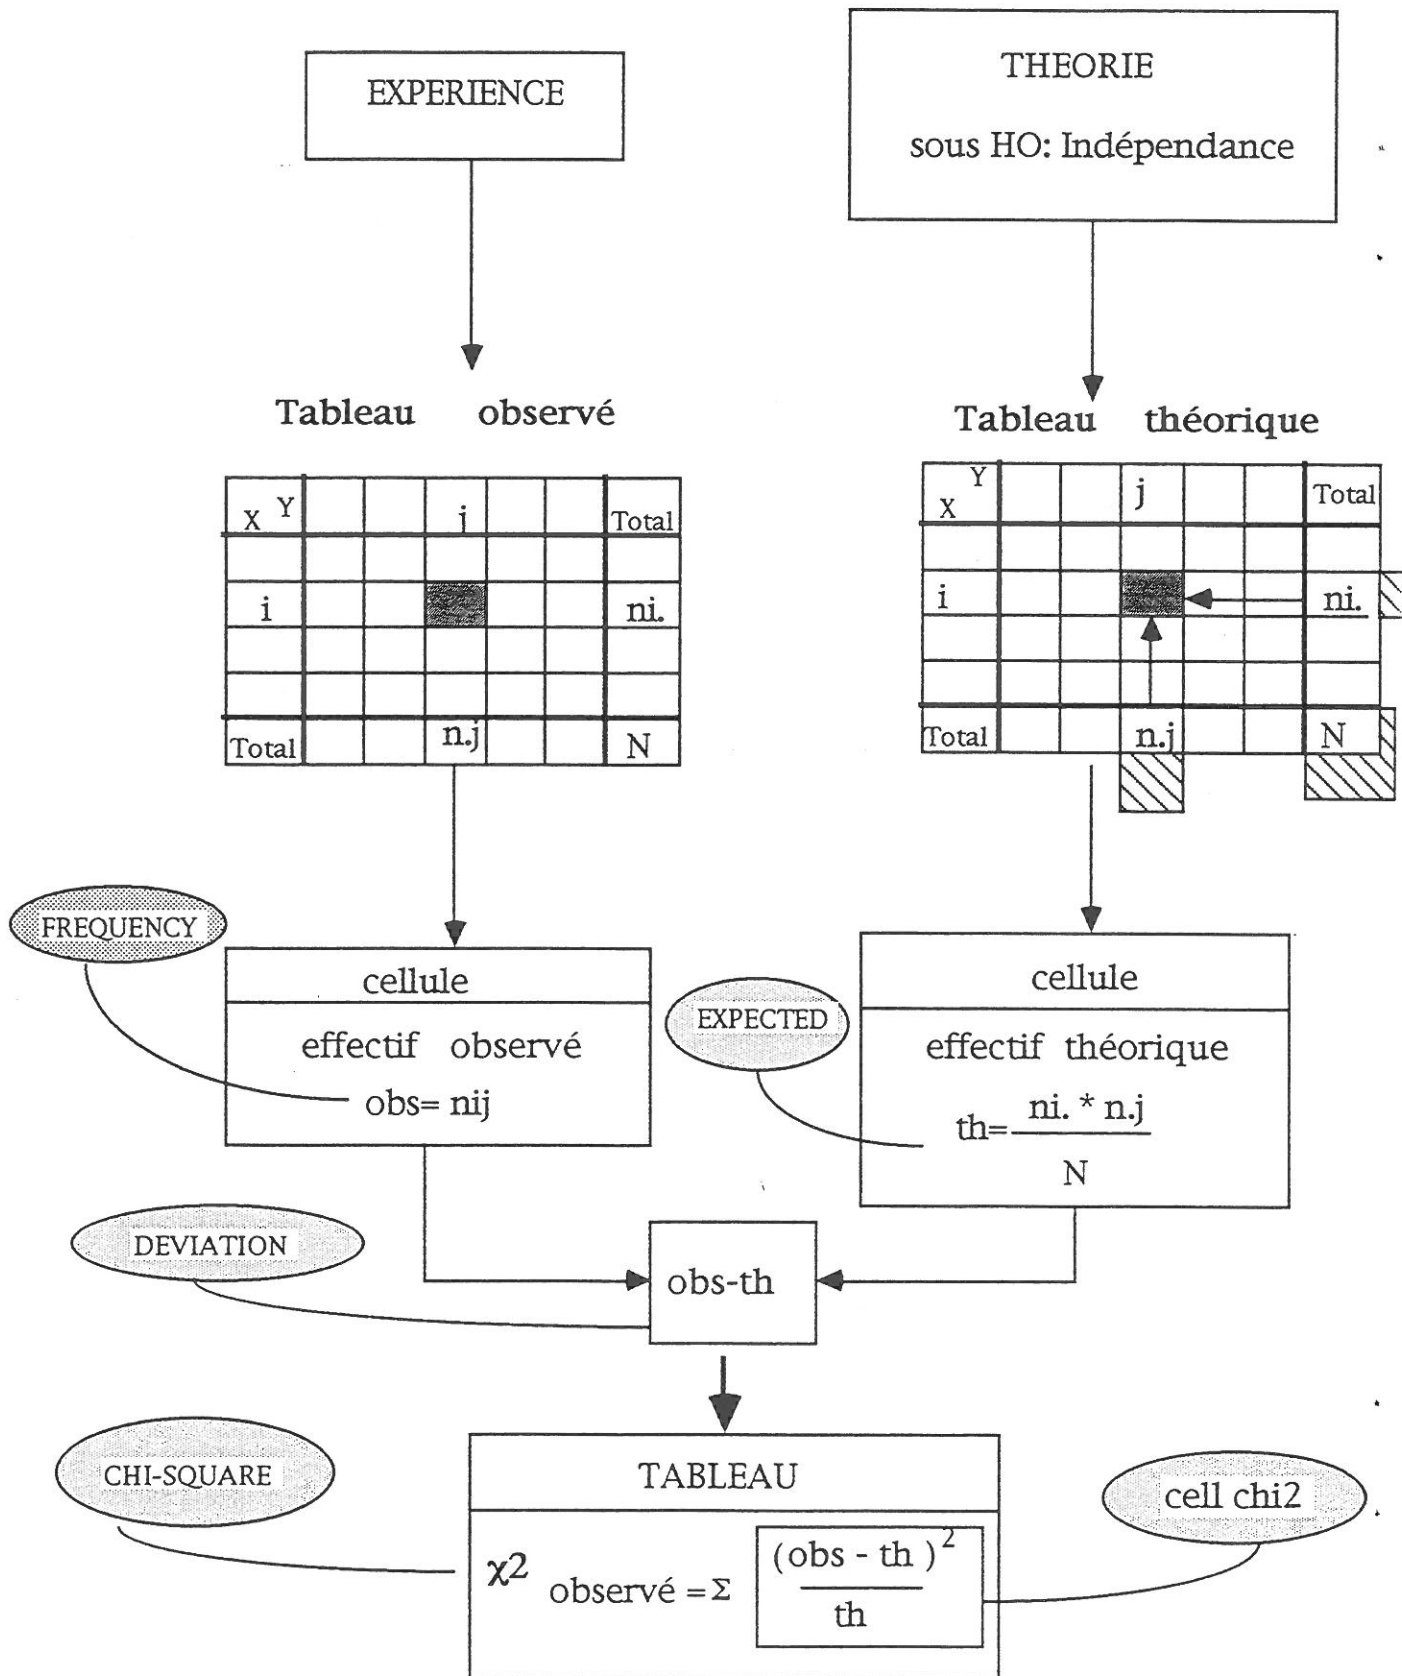 EXPERIENCE
THEORIE
sous HO: Indépendance
Tableau observé
X Y j Total
i ni.
Total n.j N
Tableau théorique
X Y j Total
i ni.
Total n.j N
FREQUENCY
cellule
effectif observé
obs= nij
EXPECTED
cellule
effectif théorique
th= ni. * n.j
N
DEVIATION
obs-th
CHI-SQUARE
TABLEAU
χ2 observé = Σ (obs - th )2
th
cell chi2